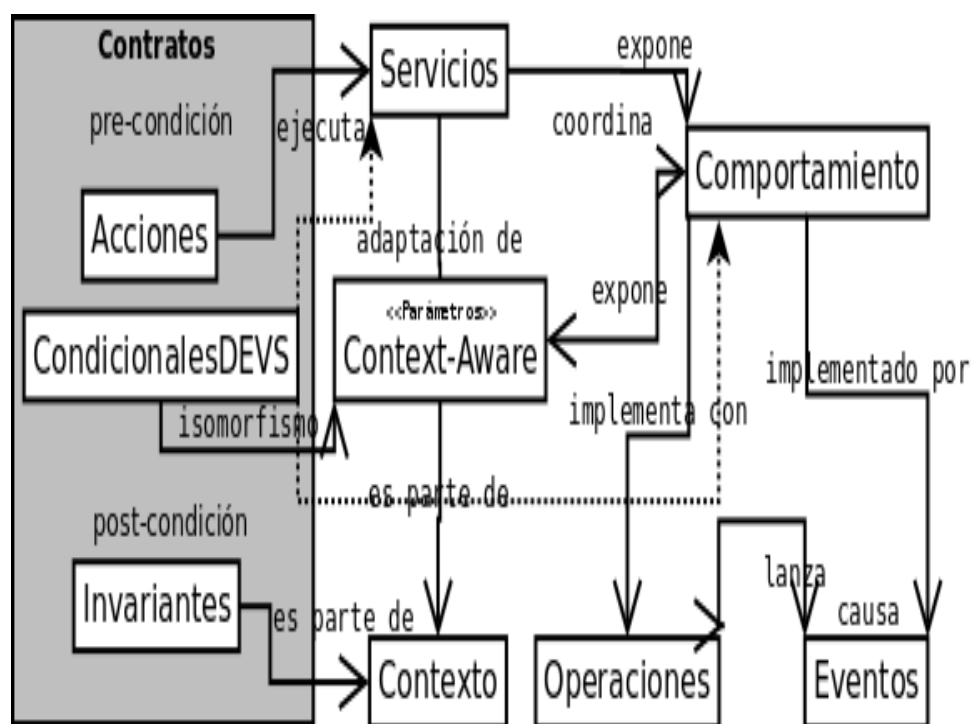 Contratos
pre-condición
Acciones
CondicionalesDEVS
isomorfismo
post-condición
Invariantes
es parte de
ejecuta
Servicios
adaptación de
<<Parámetros>>
Context-Aware
es parte de
Contexto
expone
coordina
Comportamiento
expone
implementa con
implementado por
Operaciones
lanza
causa
Eventos